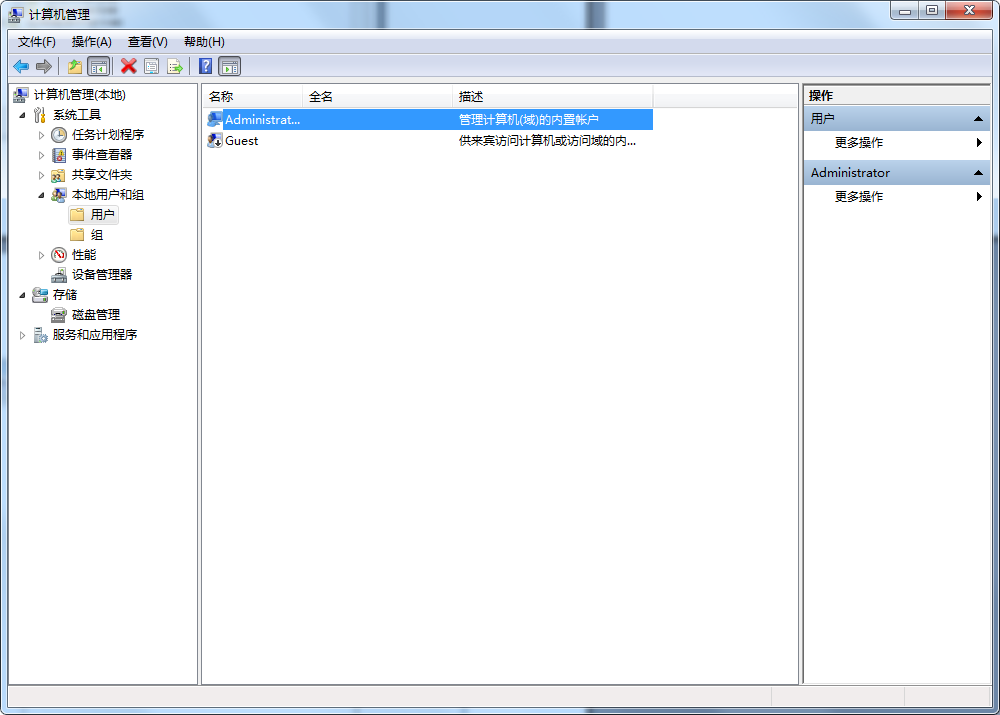 计算机管理
文件(F) 操作(A) 查看(V) 帮助(H)
计算机管理(本地)
系统工具
任务计划程序
事件查看器
共享文件夹
本地用户和组
用户
组
性能
设备管理器
存储
磁盘管理
服务和应用程序
名称 全名 描述
Administrat... 管理计算机(域)的内置帐户
Guest 供来宾访问计算机或访问域的内...
操作
用户
更多操作
Administrator
更多操作